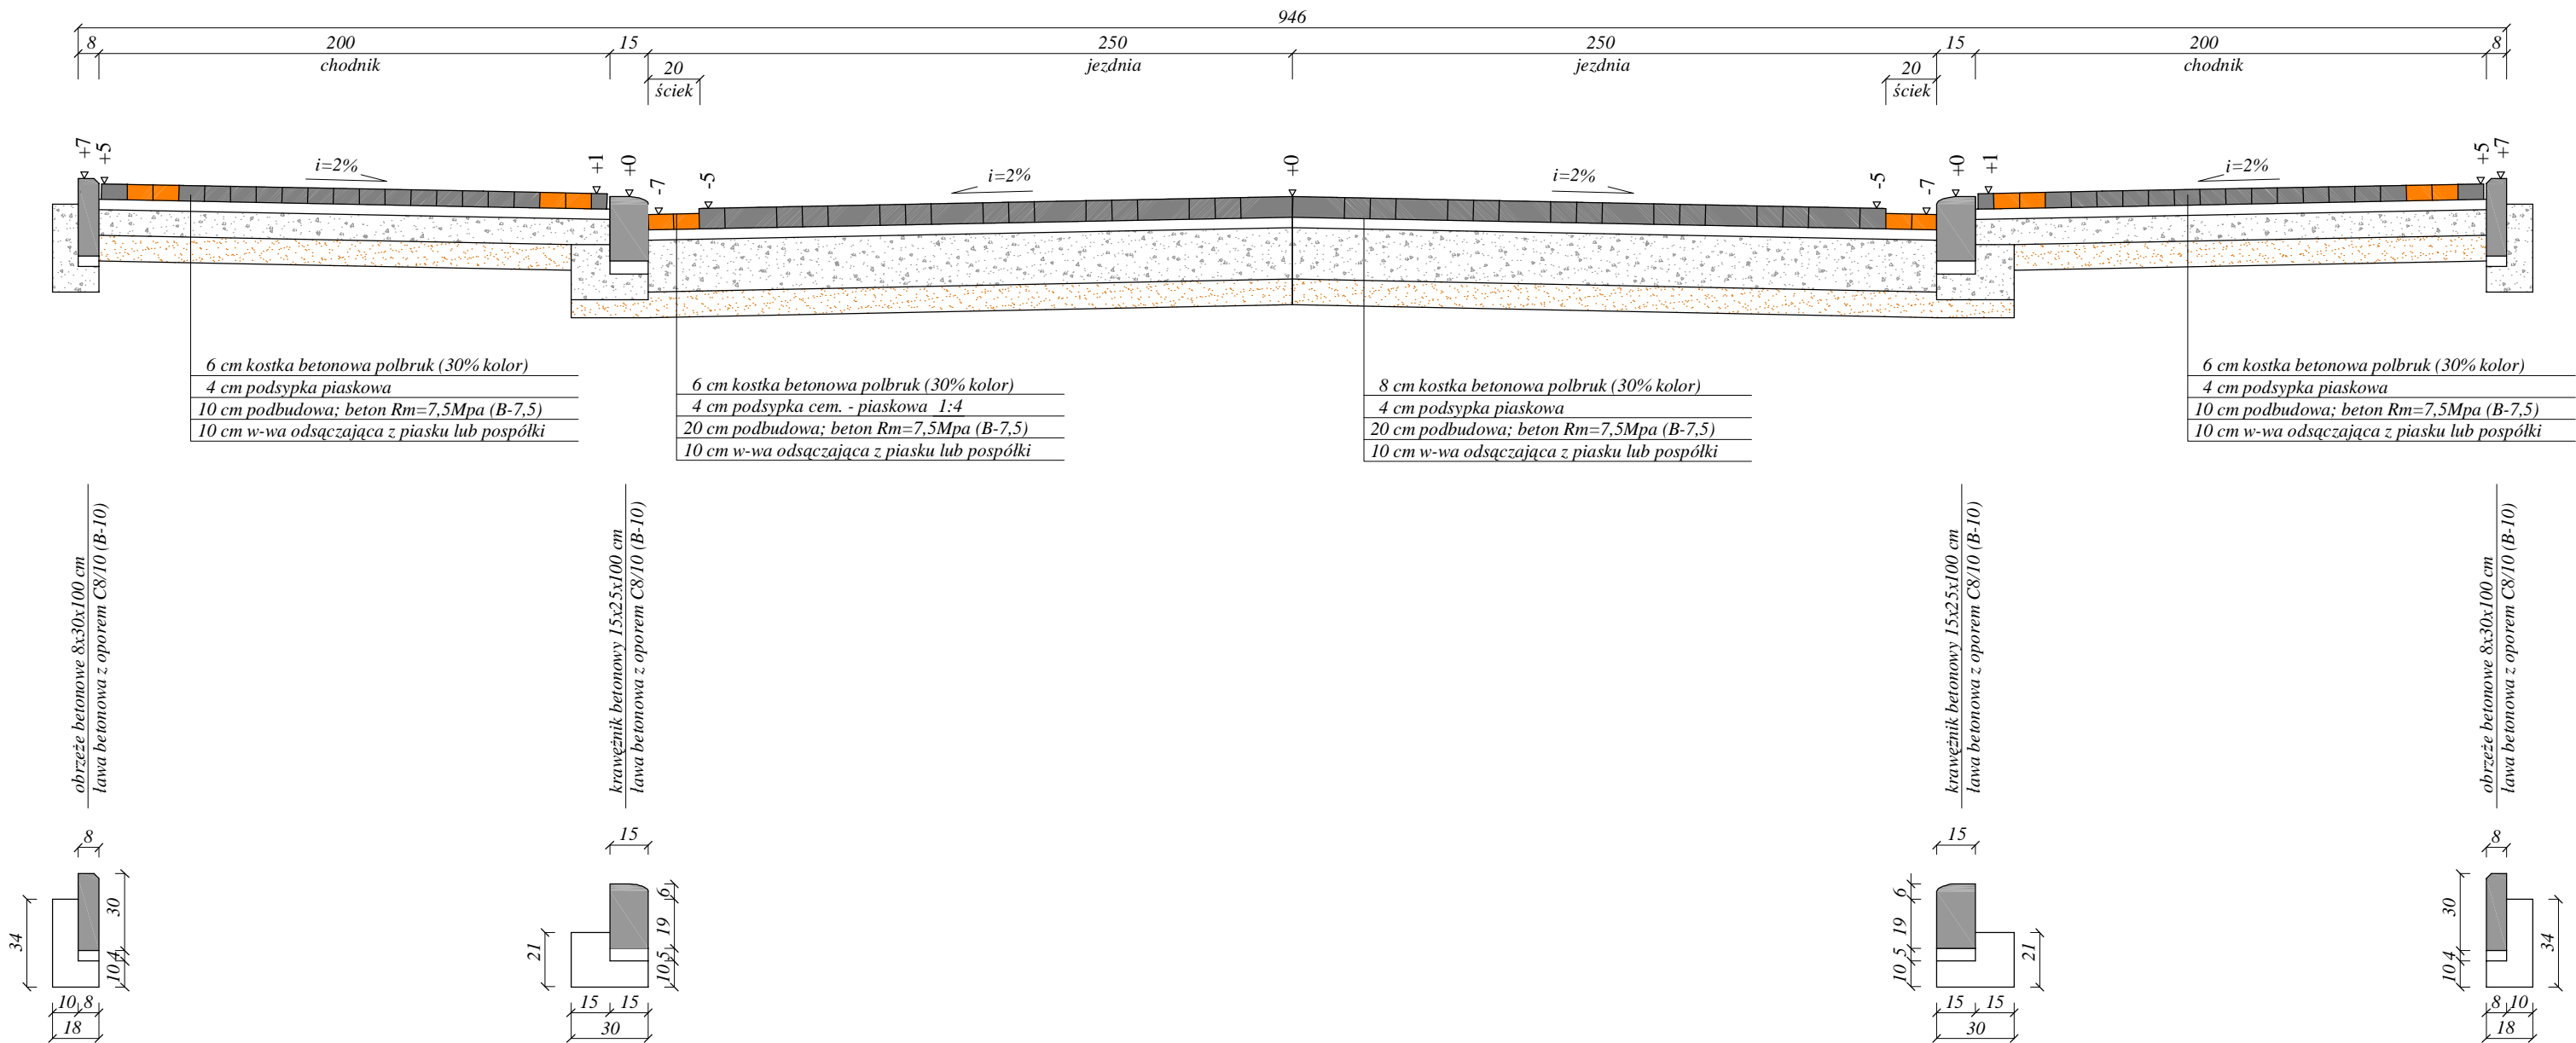 946
8 200 15 250 250 15 200 8
chodnik jezdnia jezdnia chodnik
20 20
ściek ściek
+7 +5 +1 +0 -7 -5 +0 -5 -7 +0 +1 +5 +7
i=2% i=2% i=2% i=2%
6 cm kostka betonowa polbruk (30% kolor)
4 cm podsypka piaskowa
10 cm podbudowa; beton Rm=7,5Mpa (B-7,5)
10 cm w-wa odsączająca z piasku lub pospółki
6 cm kostka betonowa polbruk (30% kolor)
4 cm podsypka cem. - piaskowa 1:4
20 cm podbudowa; beton Rm=7,5Mpa (B-7,5)
10 cm w-wa odsączająca z piasku lub pospółki
8 cm kostka betonowa polbruk (30% kolor)
4 cm podsypka piaskowa
20 cm podbudowa; beton Rm=7,5Mpa (B-7,5)
10 cm w-wa odsączająca z piasku lub pospółki
6 cm kostka betonowa polbruk (30% kolor)
4 cm podsypka piaskowa
10 cm podbudowa; beton Rm=7,5Mpa (B-7,5)
10 cm w-wa odsączająca z piasku lub pospółki
obrzeże betonowe 8x30x100 cm
ława betonowa z oporem C8/10 (B-10)
krawężnik betonowy 15x25x100 cm
ława betonowa z oporem C8/10 (B-10)
krawężnik betonowy 15x25x100 cm
ława betonowa z oporem C8/10 (B-10)
obrzeże betonowe 8x30x100 cm
ława betonowa z oporem C8/10 (B-10)
8
34
30
4
10
10 8
18
15
21
6
19
5
10
15 15
30
15
6
19
5
10
21
15 15
30
8
30
4
10
34
8 10
18